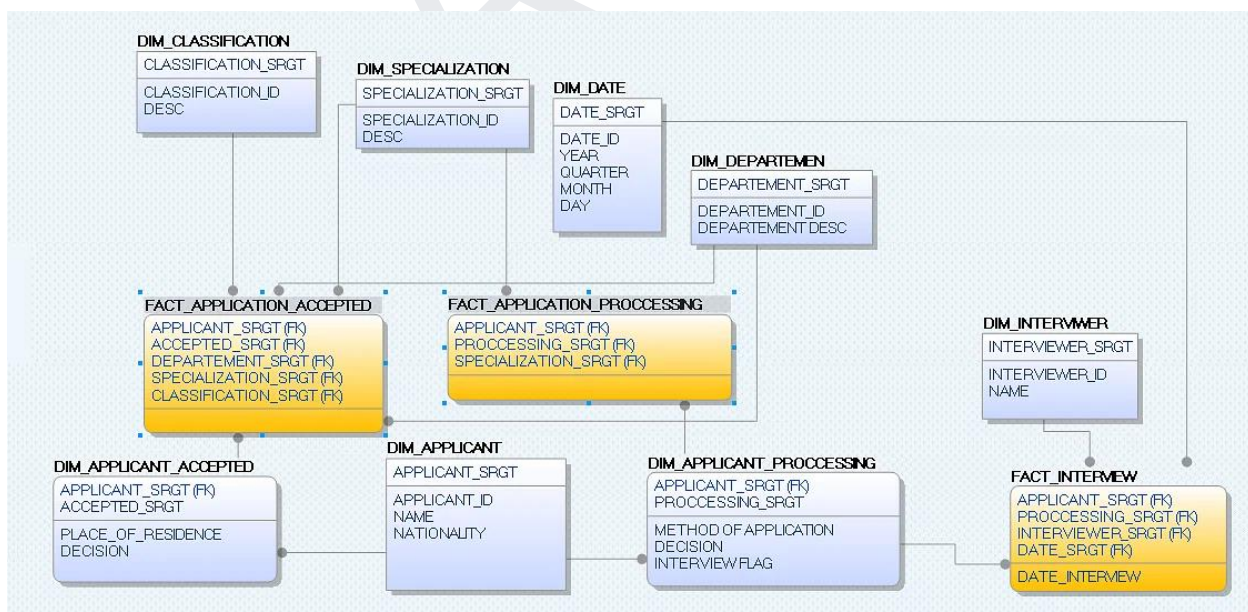 DIM_CLASSIFICATION
CLASSIFICATION_SRGT
CLASSIFICATION_ID
DESC
DIM_SPECIALIZATION
SPECIALIZATION_SRGT
SPECIALIZATION_ID
DESC
DIM_DATE
DATE_SRGT
DATE_ID
YEAR
QUARTER
MONTH
DAY
DIM_DEPARTEMEN
DEPARTEMENT_SRGT
DEPARTEMENT_ID
DEPARTEMENT DESC
FACT_APPLICATION_ACCEPTED
APPLICANT_SRGT (FK)
ACCEPTED_SRGT (FK)
DEPARTEMENT_SRGT (FK)
SPECIALIZATION_SRGT (FK)
CLASSIFICATION_SRGT (FK)
FACT_APPLICATION_PROCCESSING
APPLICANT_SRGT (FK)
PROCCESSING_SRGT (FK)
SPECIALIZATION_SRGT (FK)
DIM_INTERVIWER
INTERVIEWER_SRGT
INTERVIEWER_ID
NAME
DIM_APPLICANT_ACCEPTED
APPLICANT_SRGT (FK)
ACCEPTED_SRGT
PLACE_OF_RESIDENCE
DECISION
DIM_APPLICANT
APPLICANT_SRGT
APPLICANT_ID
NAME
NATIONALITY
DIM_APPLICANT_PROCCESSING
APPLICANT_SRGT (FK)
PROCCESSING_SRGT
METHOD OF APPLICATION
DECISION
INTERVIEW FLAG
FACT_INTERVIEW
APPLICANT_SRGT (FK)
PROCCESSING_SRGT (FK)
INTERVIEWER_SRGT (FK)
DATE_SRGT (FK)
DATE_INTERVIEW